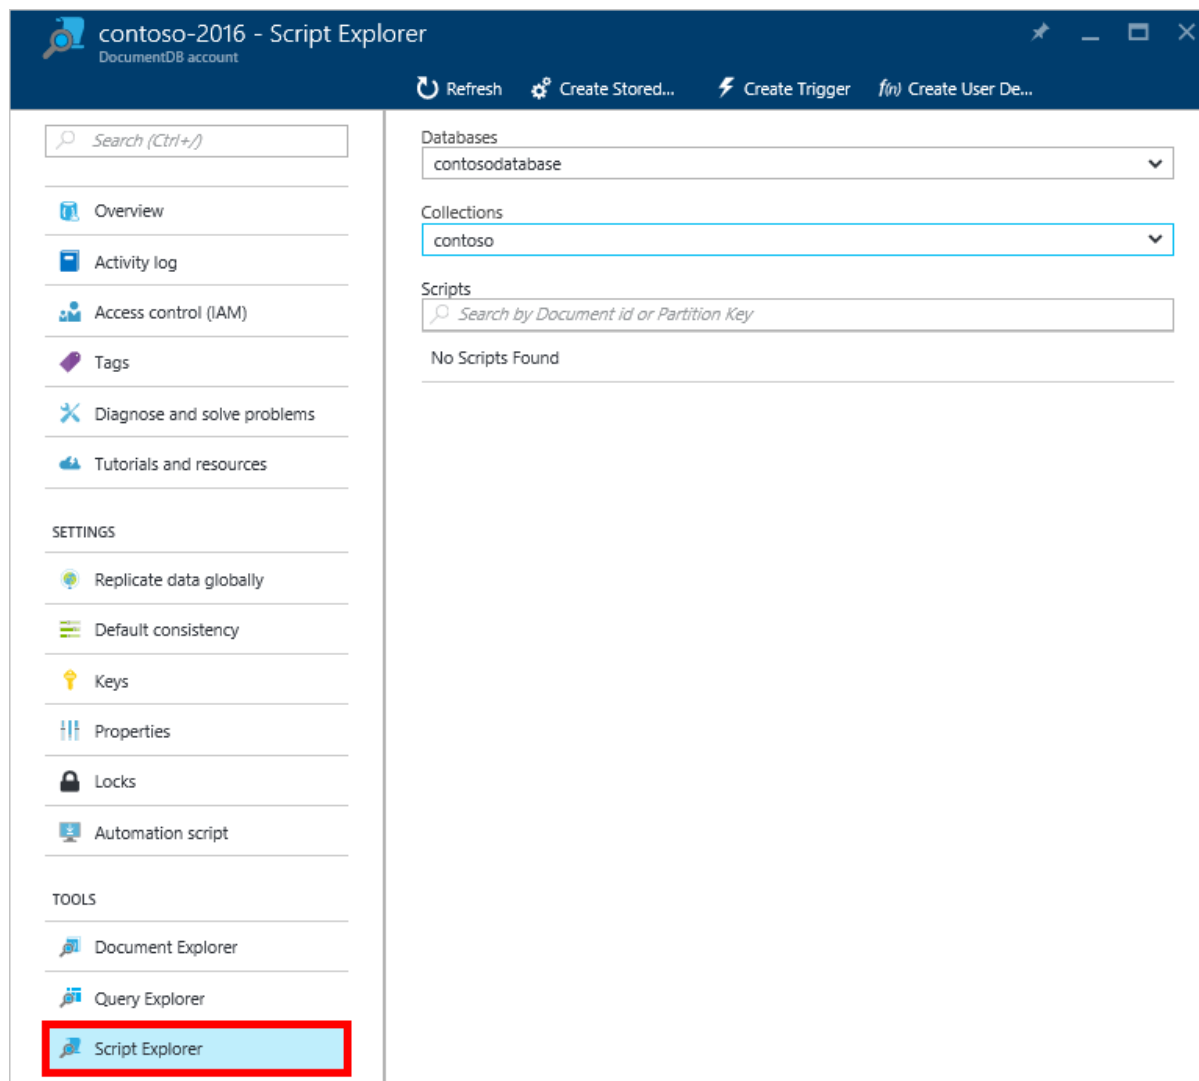 contoso-2016 - Script Explorer
DocumentDB account
Refresh Create Stored... Create Trigger f(n) Create User De...
Search (Ctrl+/)
Overview
Activity log
Access control (IAM)
Tags
Diagnose and solve problems
Tutorials and resources
SETTINGS
Replicate data globally
Default consistency
Keys
Properties
Locks
Automation script
TOOLS
Document Explorer
Query Explorer
Script Explorer
Databases
contosodatabase
Collections
contoso
Scripts
Search by Document id or Partition Key
No Scripts Found